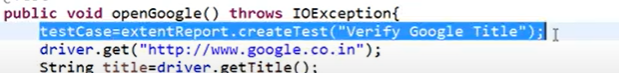 public void openGoogle() throws IOException{
testCase=extentReport.createTest("Verify Google Title");
driver.get("http://www.google.co.in");
String title=driver.getTitle();